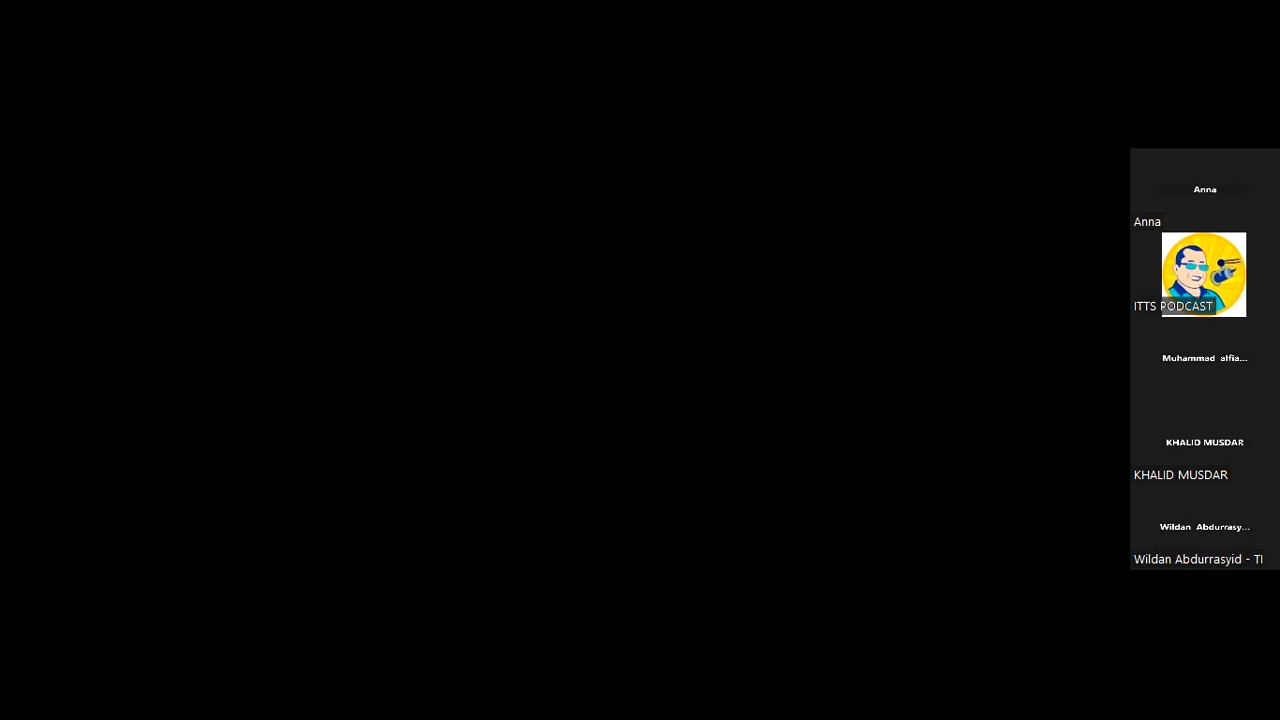 Anna
Anna
ITTS PODCAST
Muhammad alfia...
KHALID MUSDAR
KHALID MUSDAR
Wildan Abdurrasy...
Wildan Abdurrasyid - TI